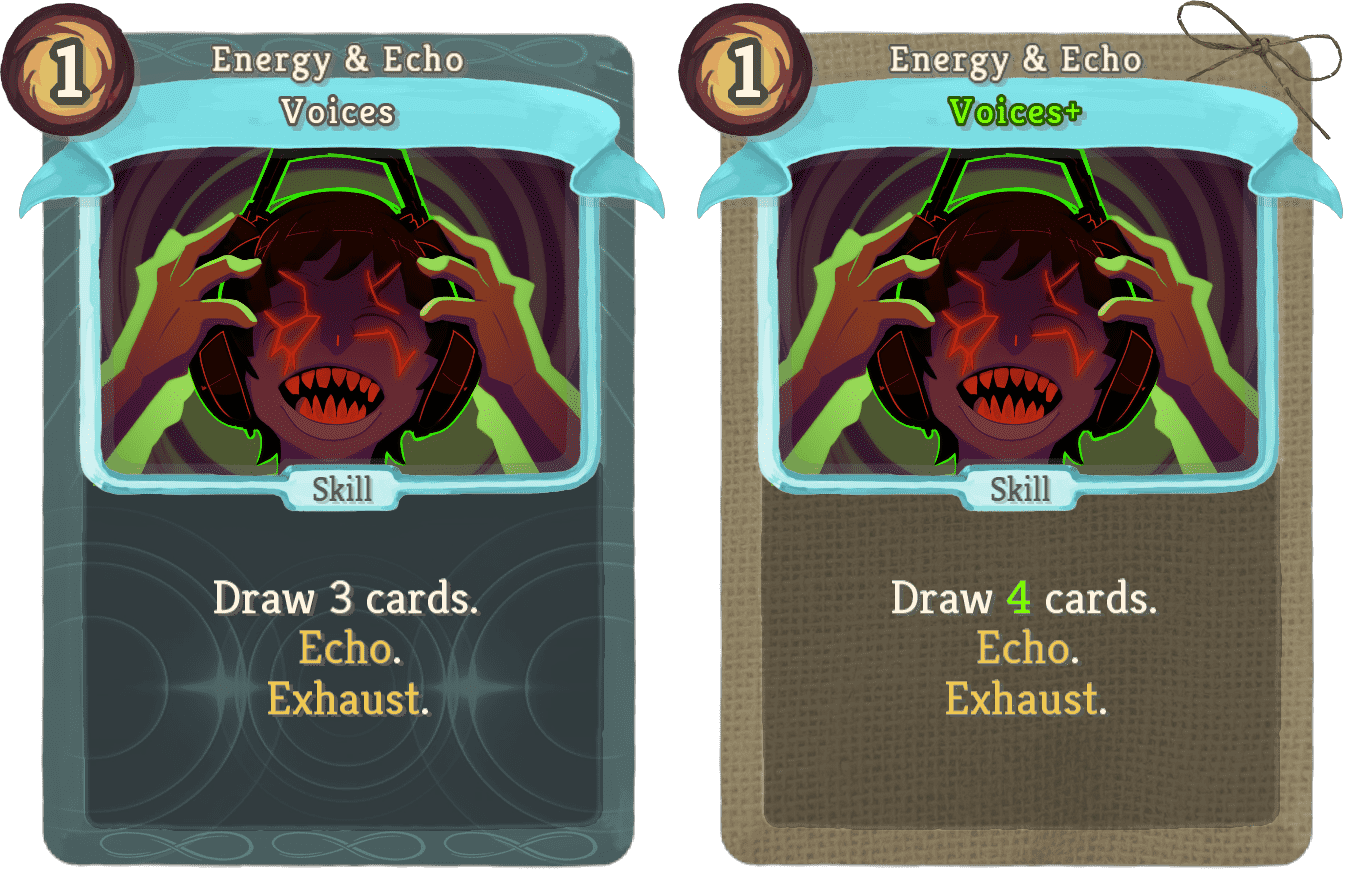 1
Energy & Echo
Voices
Skill
Draw 3 cards.
Echo.
Exhaust.
1
Energy & Echo
Voices+
Skill
Draw 4 cards.
Echo.
Exhaust.